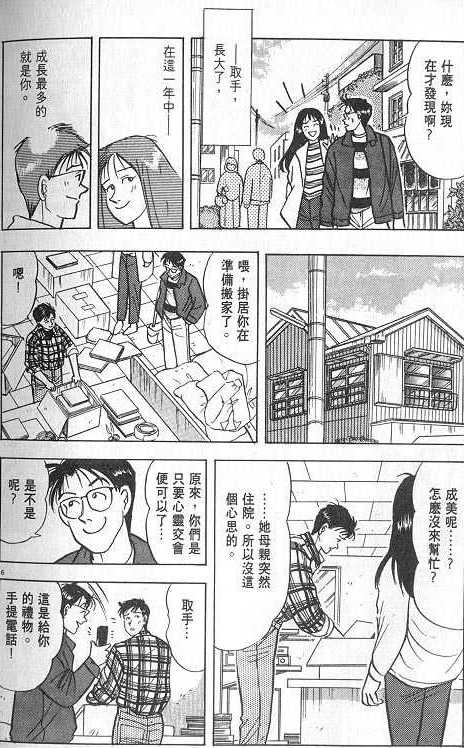 什麼，妳現
在才發現啊？
——取手，
長大了，
在這一年中——
成長最多的
就是你。
喂，掛居你在
準備搬家了。
嗯！
成美呢……？
怎麼沒來幫忙？
……她母親突然
住院。所以沒這
個心思的。
原來，你們是
只要心靈交會
便可以了…
是不是
呢？
取手…
這是給你
的禮物。
手提電話！
6